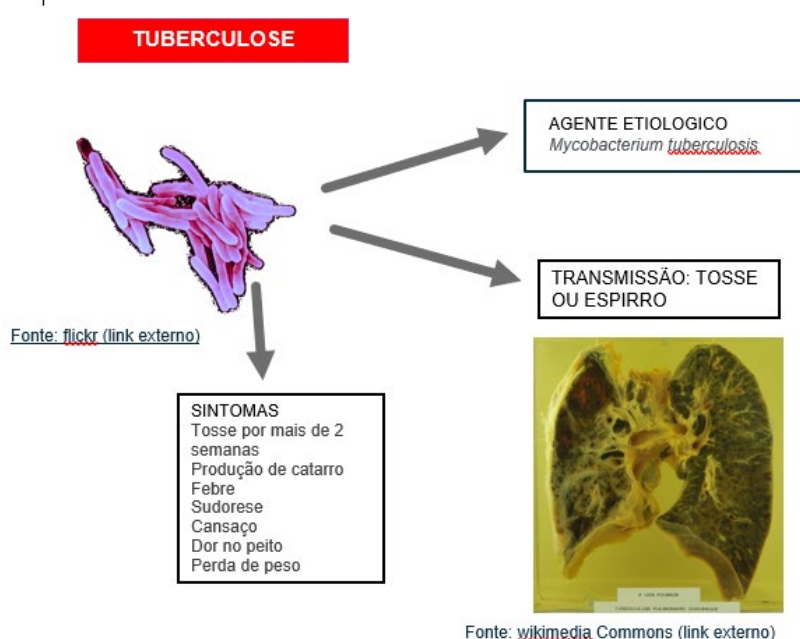 TUBERCULOSE
AGENTE ETIOLOGICO
Mycobacterium tuberculosis
TRANSMISSÃO: TOSSE
OU ESPIRRO
Fonte: flickr (link externo)
SINTOMAS
Tosse por mais de 2
semanas
Produção de catarro
Febre
Sudorese
Cansaço
Dor no peito
Perda de peso
Fonte: wikimedia Commons (link externo)